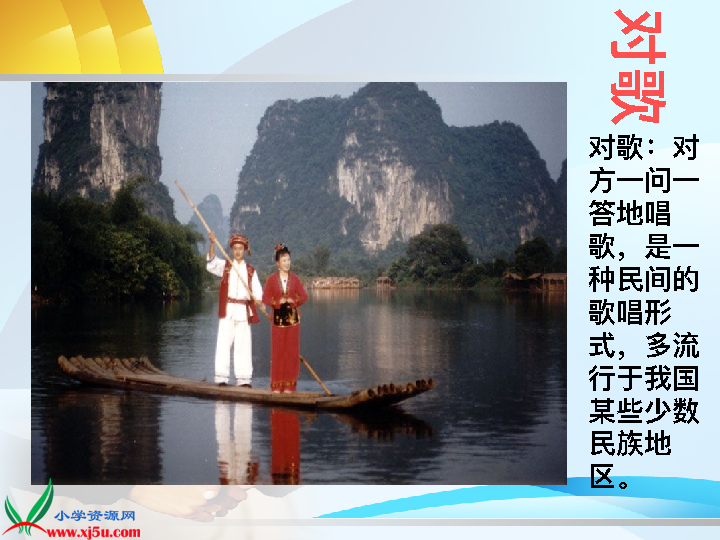 对歌
对歌：对
方一问一
答地唱
歌，是一
种民间的
歌唱形
式，多流
行于我国
某些少数
民族地
区。
小学资源网
www.xj5u.com